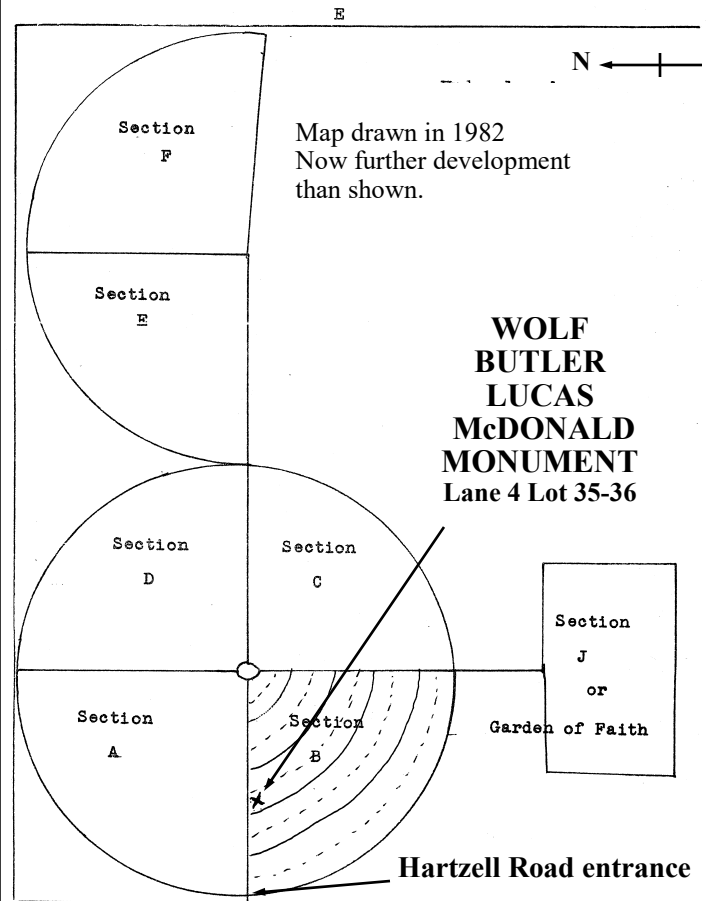 E
N
Section
F
Map drawn in 1982
Now further development
than shown.
Section
E
WOLF
BUTLER
LUCAS
McDONALD
MONUMENT
Lane 4 Lot 35-36
Section
D
Section
C
Section
J
or
Garden of Faith
Section
A
Section
B
X
Hartzell Road entrance